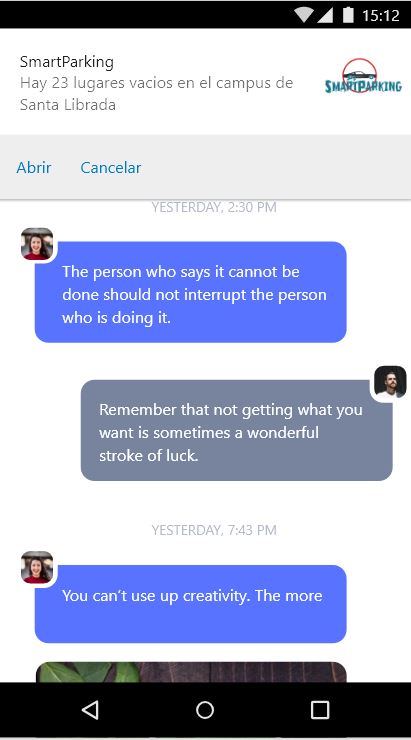 15:12
SmartParking
Hay 23 lugares vacios en el campus de
Santa Librada
SMARTPARKING
Abrir Cancelar
YESTERDAY, 2:30 PM
The person who says it cannot be
done should not interrupt the person
who is doing it.
Remember that not getting what you
want is sometimes a wonderful
stroke of luck.
YESTERDAY, 7:43 PM
You can’t use up creativity. The more